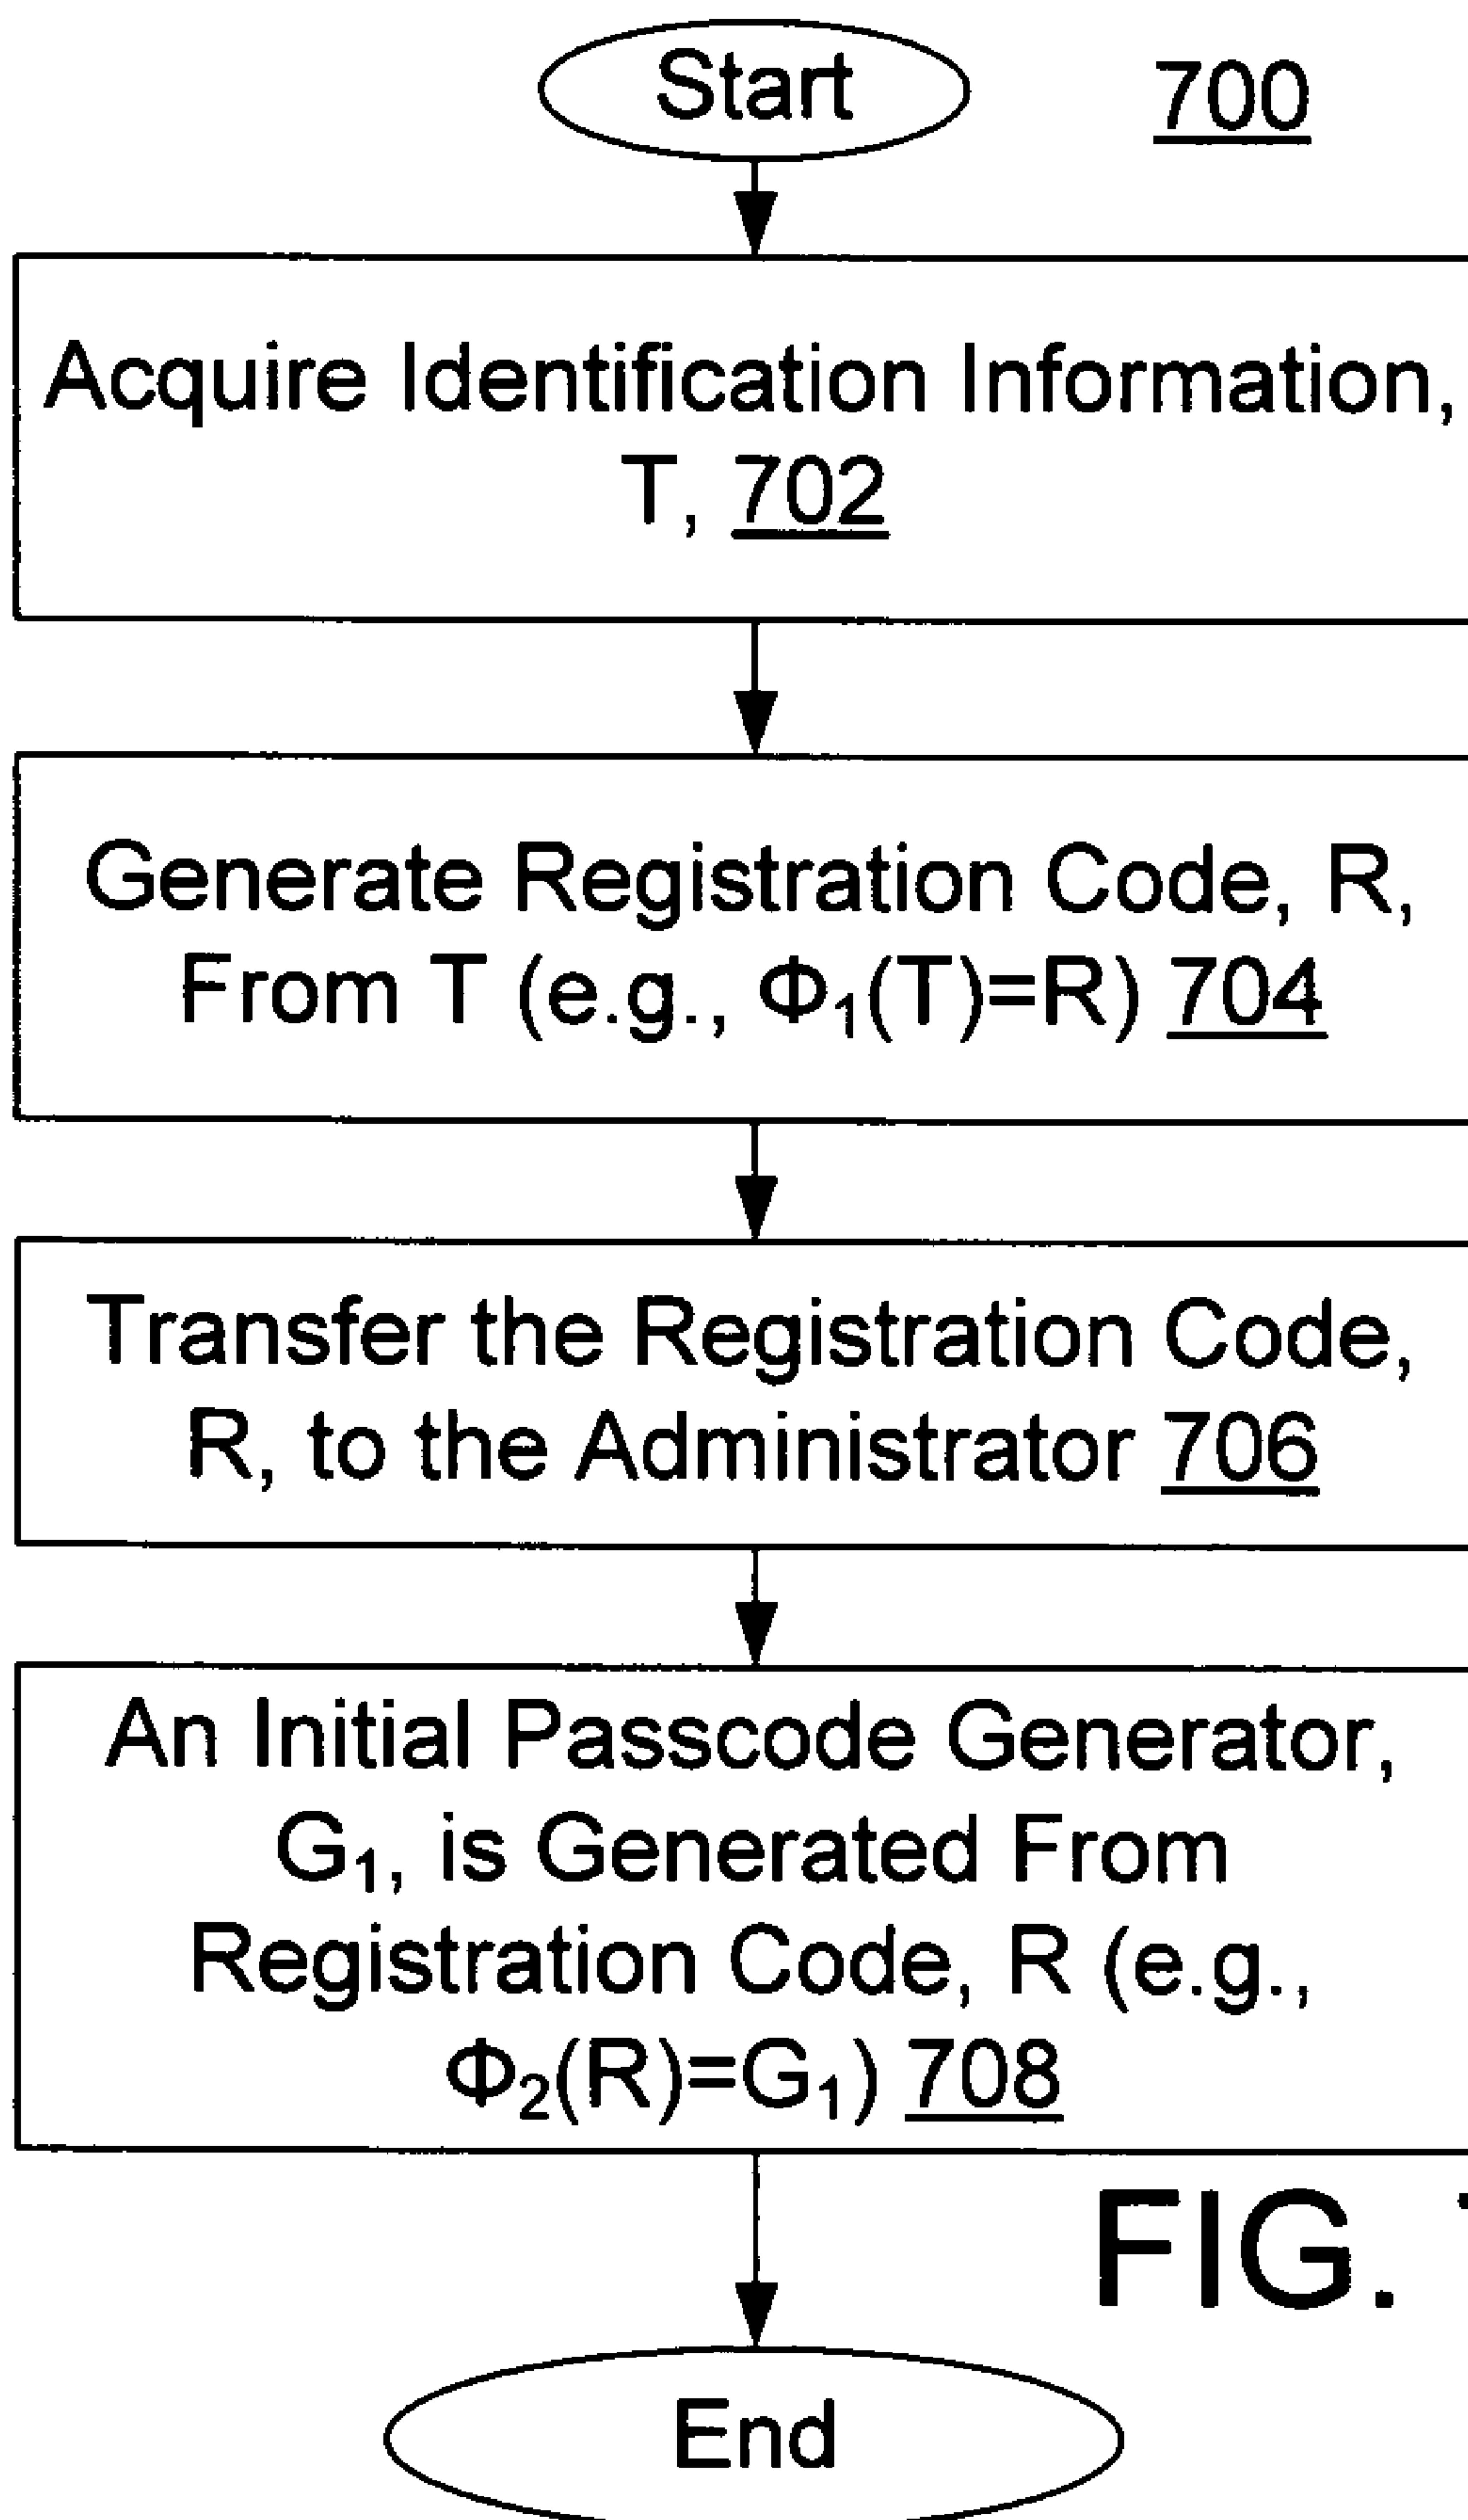 Start
700
Acquire Identification Information,
T, 702
Generate Registration Code, R,
From T (e.g., Φ₁(T)=R) 704
Transfer the Registration Code,
R, to the Administrator 706
An Initial Passcode Generator,
G₁, is Generated From
Registration Code, R (e.g.,
Φ₂(R)=G₁) 708
FIG.
End